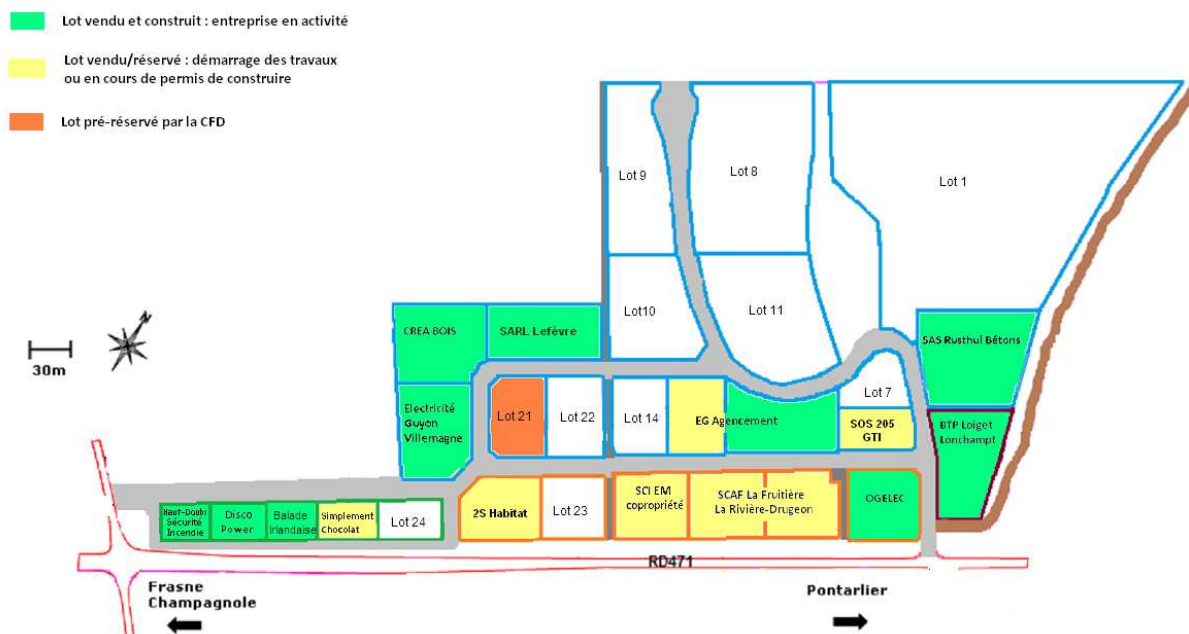 Lot vendu et construit : entreprise en activité
Lot vendu/réservé : démarrage des travaux
ou en cours de permis de construire
Lot pré-réservé par la CFD
Lot 9
Lot 8
Lot 1
Lot10
Lot 11
CREA BOIS
SARL Lefèvre
SAS Rusthul Bétons
N
30m
Lot 7
Electricité
Guyon
Villemagne
Lot 21
Lot 22
Lot 14
EG Agencement
SOS 205
GTI
BTP Loiget
Lonchampt
Haut-Doubs
Sécurité
Incendie
Disco
Power
Balade
Irlandaise
Simplement
Chocolat
Lot 24
2S Habitat
Lot 23
SCI EM
copropriété
SCAF La Fruitière
La Rivière-Drugeon
OGELEC
RD471
Frasne
Champagnole
Pontarlier